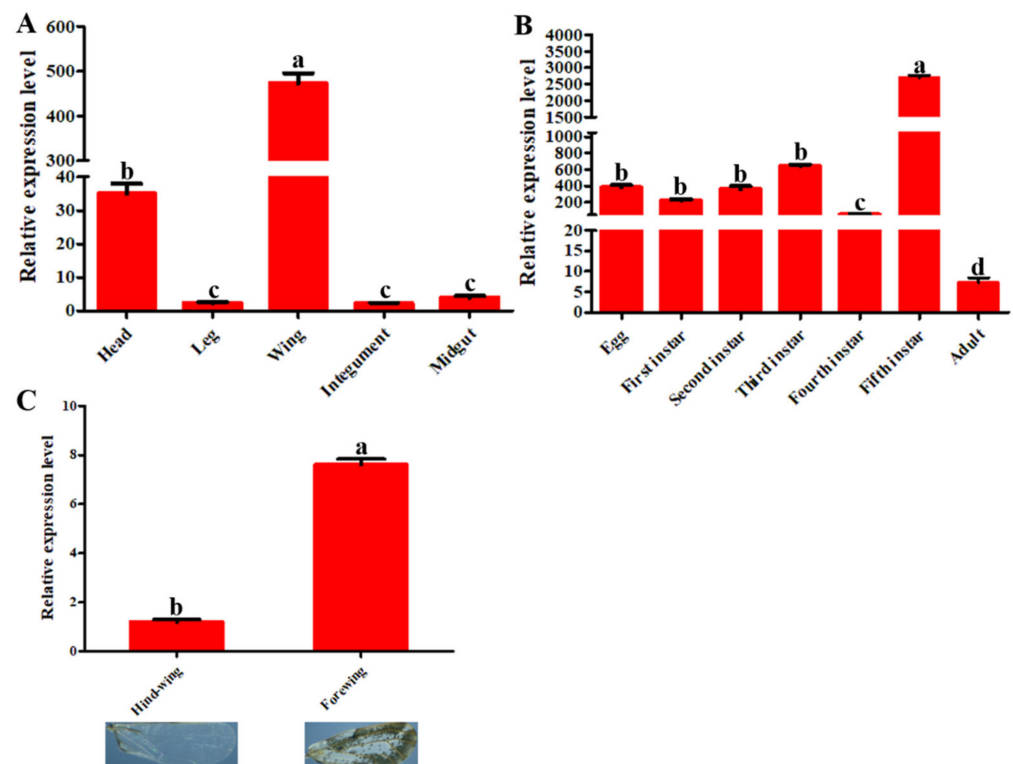 A
Relative expression level
600
500
400
300
40
30
20
10
0
b
c
a
c
c
Head
Leg
Wing
Integument
Midgut
B
Relative expression level
4000
3500
3000
2500
2000
1500
1000
800
600
400
200
20
15
10
5
0
b
b
b
b
c
a
d
Egg
First instar
Second instar
Third instar
Fourth instar
Fifth instar
Adult
C
Relative expression level
10
8
6
4
2
0
b
a
Hind-wing
Forewing